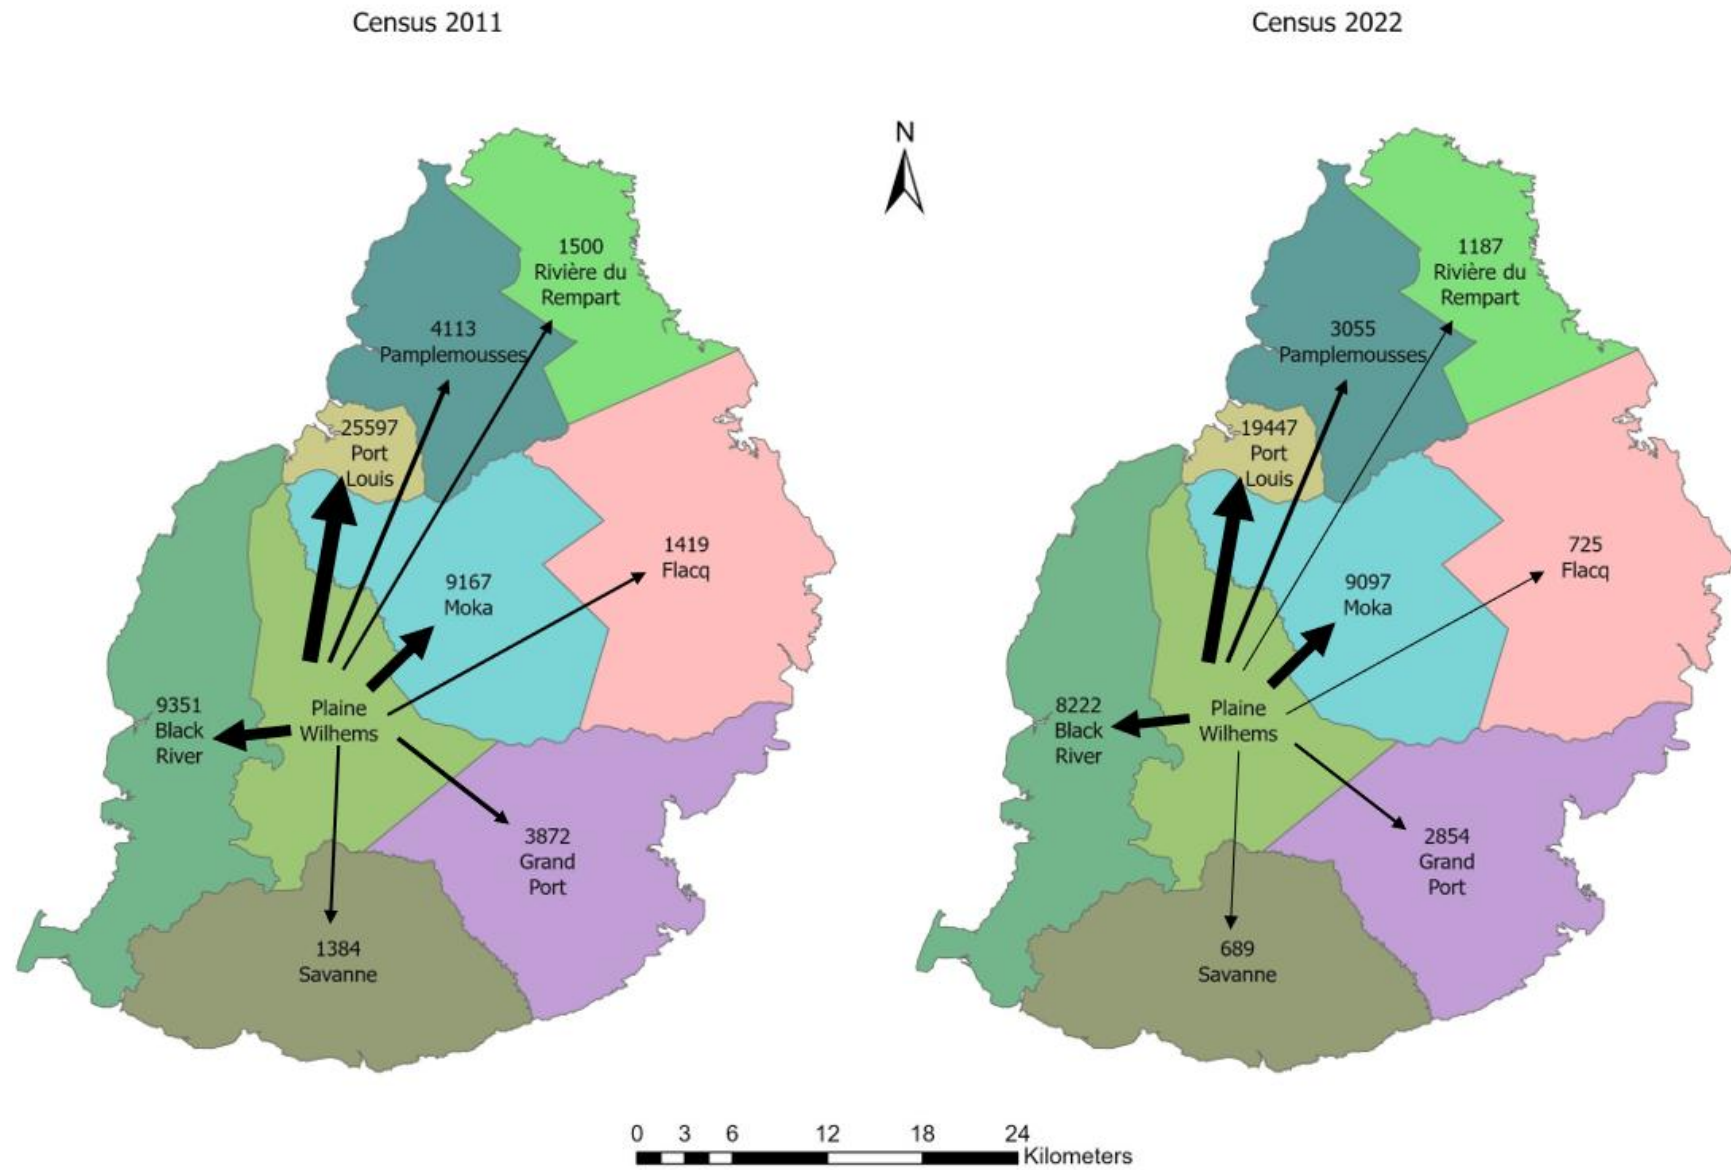 Census 2011
Census 2022
N
1500
Rivière du
Rempart
4113
Pamplemousses
25597
Port
Louis
1419
Flacq
9167
Moka
9351
Black
River
Plaine
Wilhems
3872
Grand
Port
1384
Savanne
1187
Rivière du
Rempart
3055
Pamplemousses
19447
Port
Louis
725
Flacq
9097
Moka
8222
Black
River
Plaine
Wilhems
2854
Grand
Port
689
Savanne
0 3 6 12 18 24
Kilometers